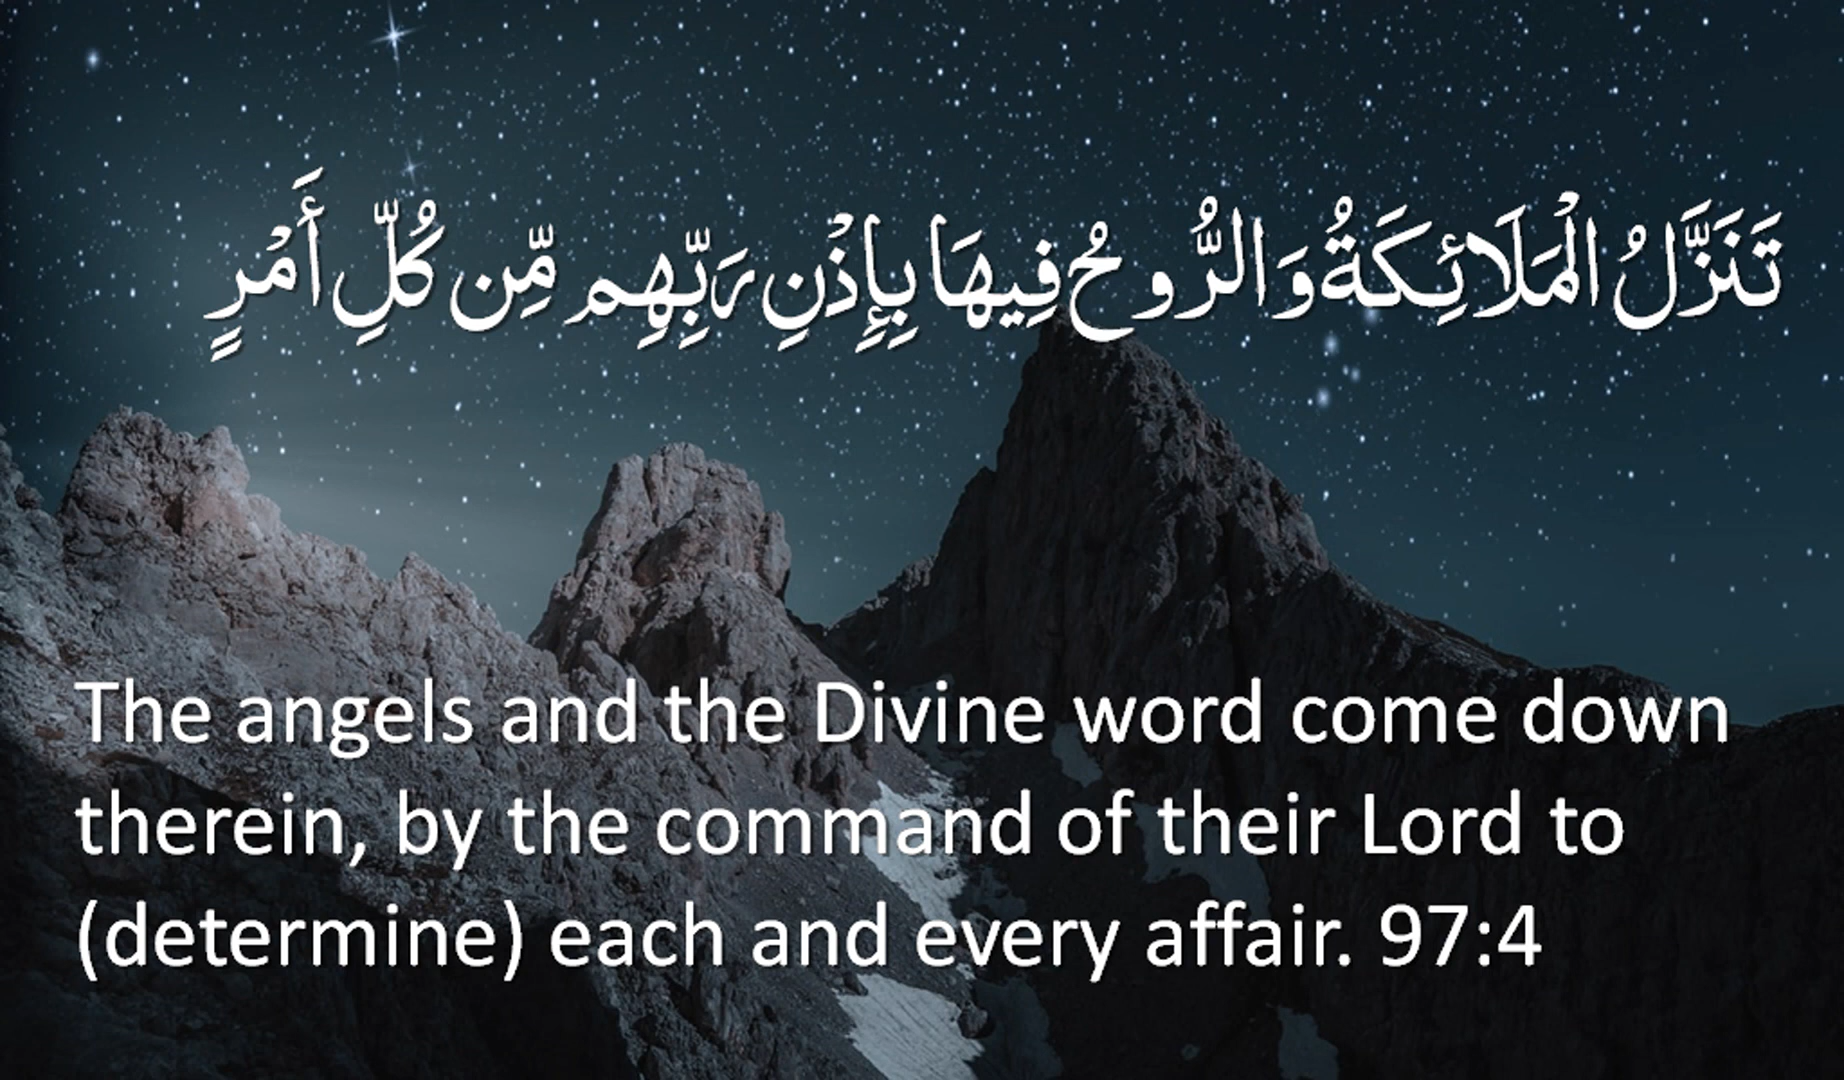 تَنَزَّلُ الْمَلَائِكَةُ وَالرُّوحُ فِيهَا بِإِذْنِ رَبِّهِم مِّن كُلِّ أَمْرٍ
The angels and the Divine word come down
therein, by the command of their Lord to
(determine) each and every affair. 97:4